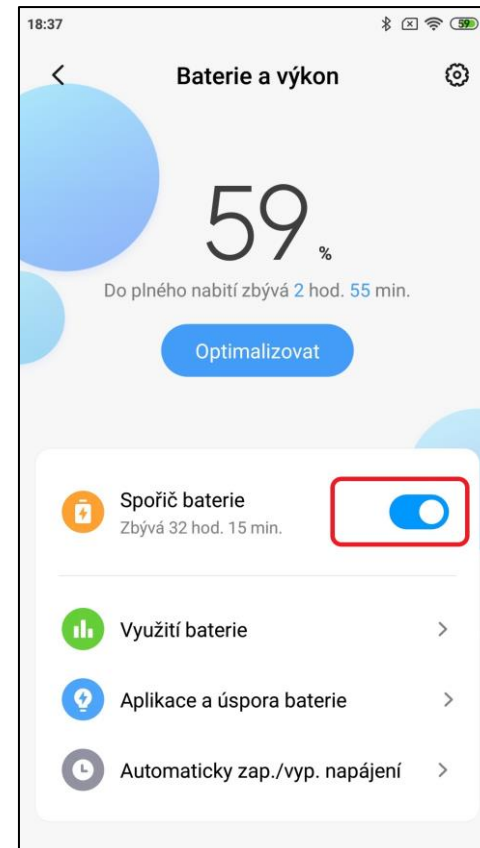 18:37 59
Baterie a výkon
59 %
Do plného nabití zbývá 2 hod. 55 min.
Optimalizovat
Spořič baterie
Zbývá 32 hod. 15 min.
Využití baterie
Aplikace a úspora baterie
Automaticky zap./vyp. napájení